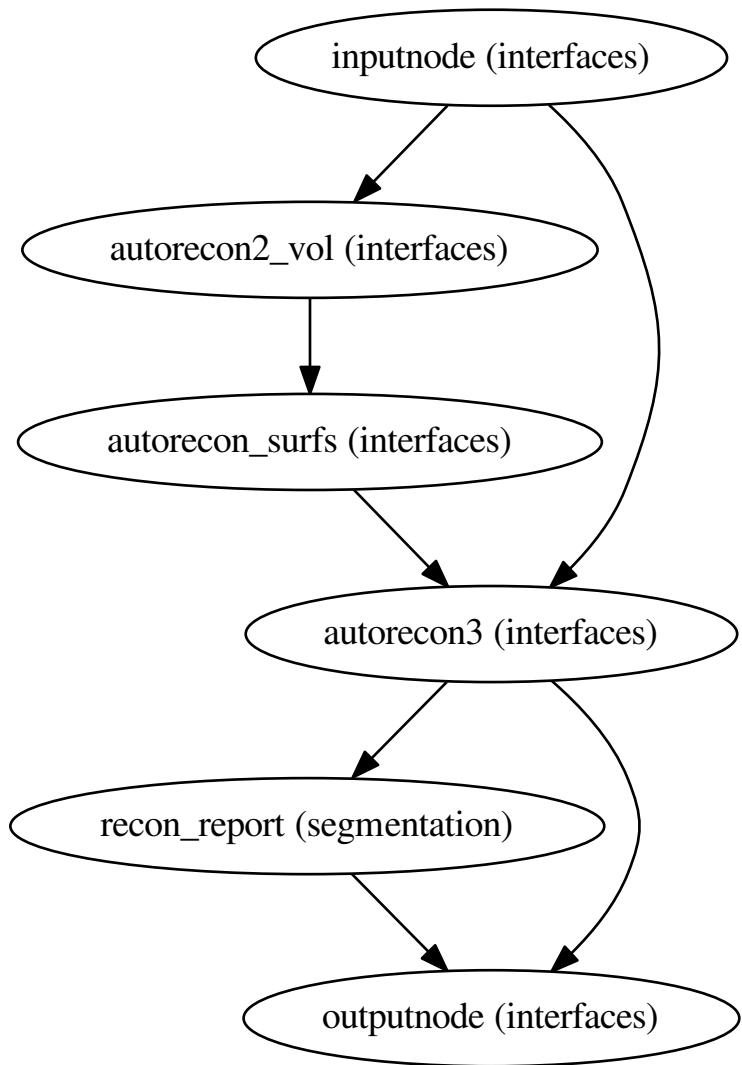 inputnode (interfaces)
autorecon2_vol (interfaces)
autorecon_surfs (interfaces)
autorecon3 (interfaces)
recon_report (segmentation)
outputnode (interfaces)